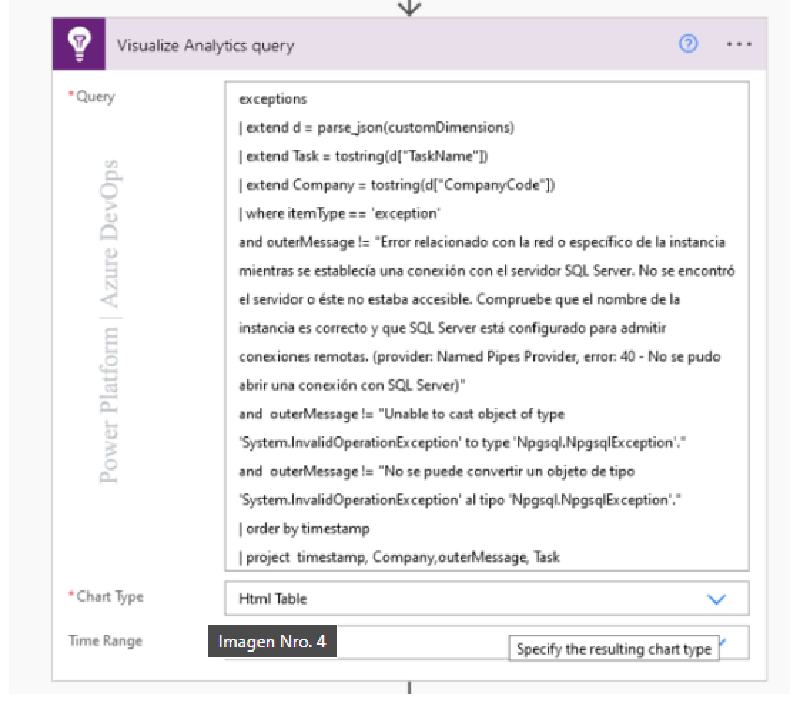 Visualize Analytics query
* Query
exceptions
| extend d = parse_json(customDimensions)
| extend Task = tostring(d["TaskName"])
| extend Company = tostring(d["CompanyCode"])
| where itemType == 'exception'
and outerMessage != "Error relacionado con la red o específico de la instancia
mientras se establecía una conexión con el servidor SQL Server. No se encontró
el servidor o éste no estaba accesible. Compruebe que el nombre de la
instancia es correcto y que SQL Server está configurado para admitir
conexiones remotas. (provider: Named Pipes Provider, error: 40 - No se pudo
abrir una conexión con SQL Server)"
and  outerMessage != "Unable to cast object of type
'System.InvalidOperationException' to type 'Npgsql.NpgsqlException'."
and  outerMessage != "No se puede convertir un objeto de tipo
'System.InvalidOperationException' al tipo 'Npgsql.NpgsqlException'."
| order by timestamp
| project  timestamp, Company,outerMessage, Task
Power Platform | Azure DevOps
* Chart Type
Html Table
Time Range
Imagen Nro. 4
Specify the resulting chart type